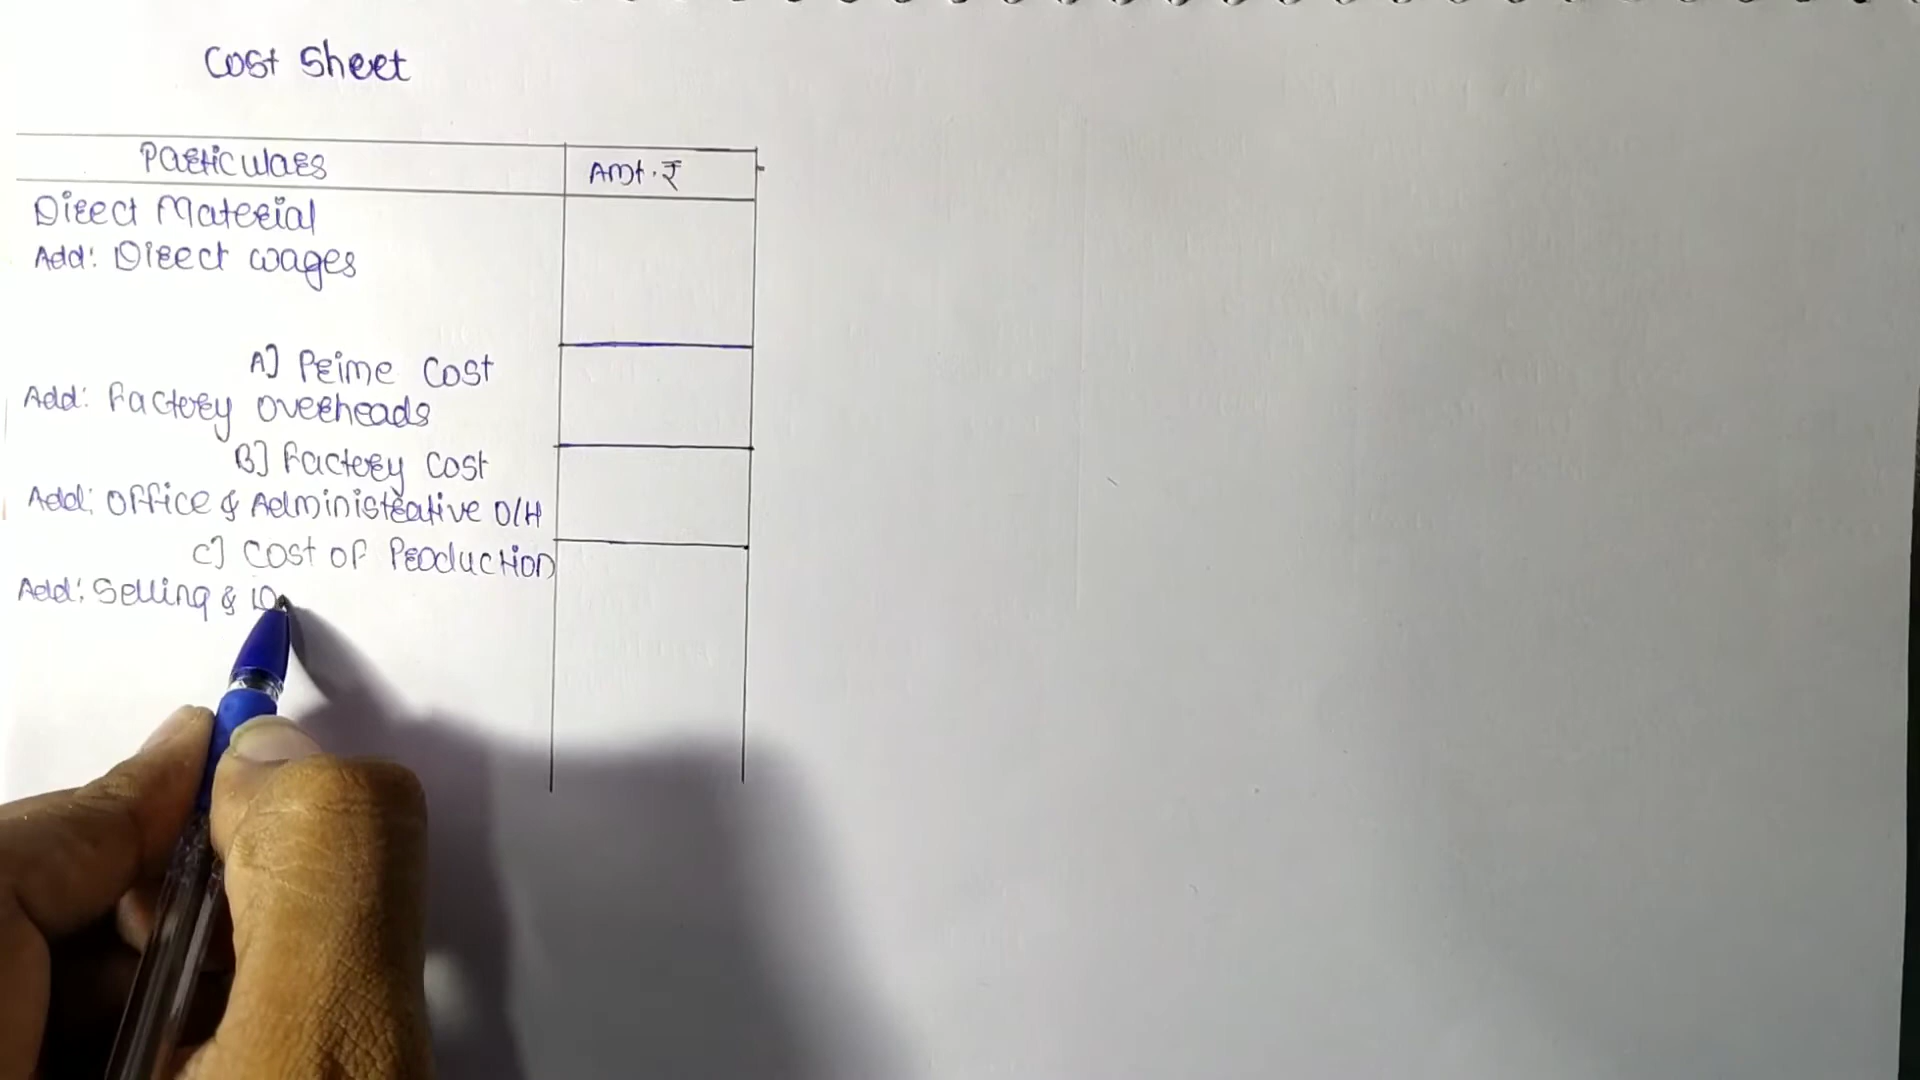 Cost Sheet
Particulars
Amt. ₹
Direct Material
Add: Direct wages
A] Prime Cost
Add: Factory overheads
B] Factory Cost
Add: Office & Administrative O/H
C] Cost of Production
Add: Selling & D